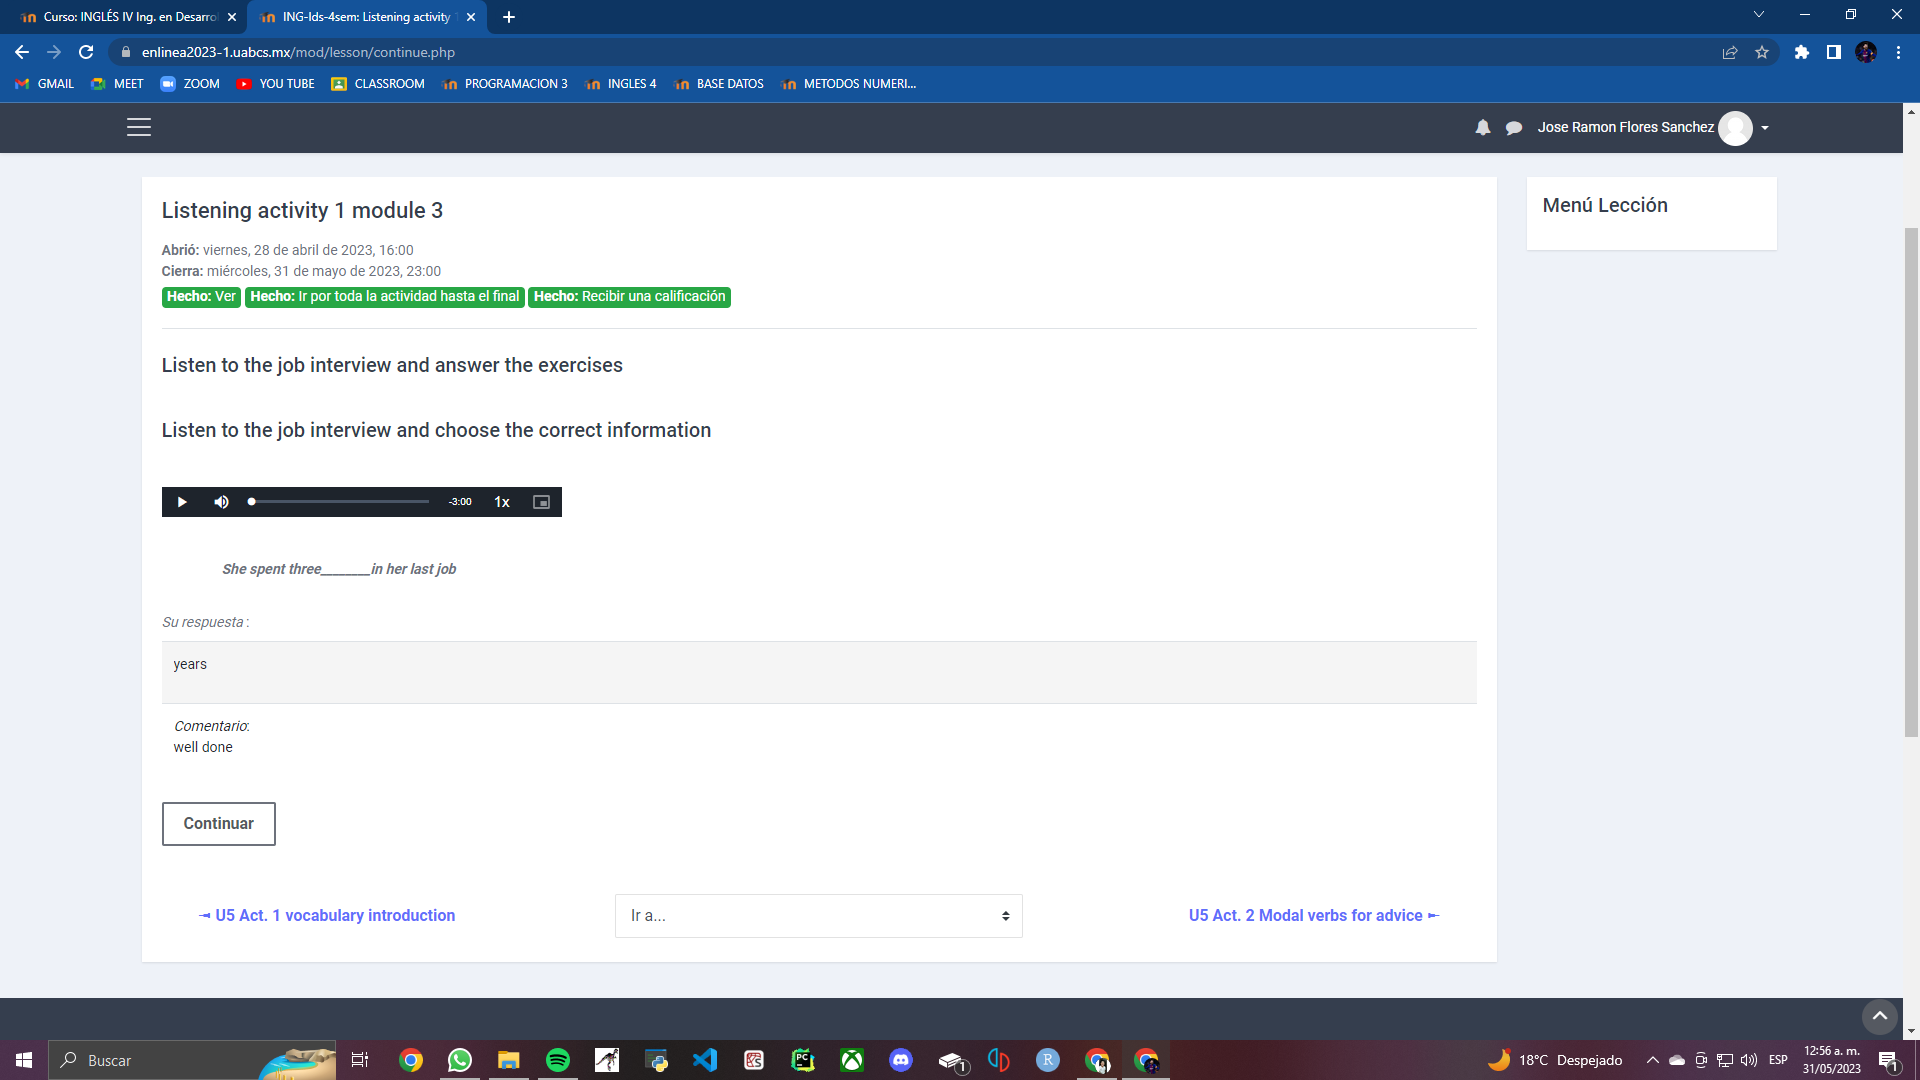 Curso: INGLÉS IV Ing. en Desarro
ING-Ids-4sem: Listening activity 1
enlinea2023-1.uabcs.mx/mod/lesson/continue.php
GMAIL
MEET
ZOOM
YOU TUBE
CLASSROOM
PROGRAMACION 3
INGLES 4
BASE DATOS
METODOS NUMERI...
Jose Ramon Flores Sanchez
Listening activity 1 module 3
Menú Lección
Abrió: viernes, 28 de abril de 2023, 16:00
Cierra: miércoles, 31 de mayo de 2023, 23:00
Hecho: Ver
Hecho: Ir por toda la actividad hasta el final
Hecho: Recibir una calificación
Listen to the job interview and answer the exercises
Listen to the job interview and choose the correct information
-3:00
1x
She spent three________in her last job
Su respuesta :
years
Comentario:
well done
Continuar
U5 Act. 1 vocabulary introduction
Ir a...
U5 Act. 2 Modal verbs for advice
Buscar
18°C Despejado
ESP
12:56 a. m.
31/05/2023